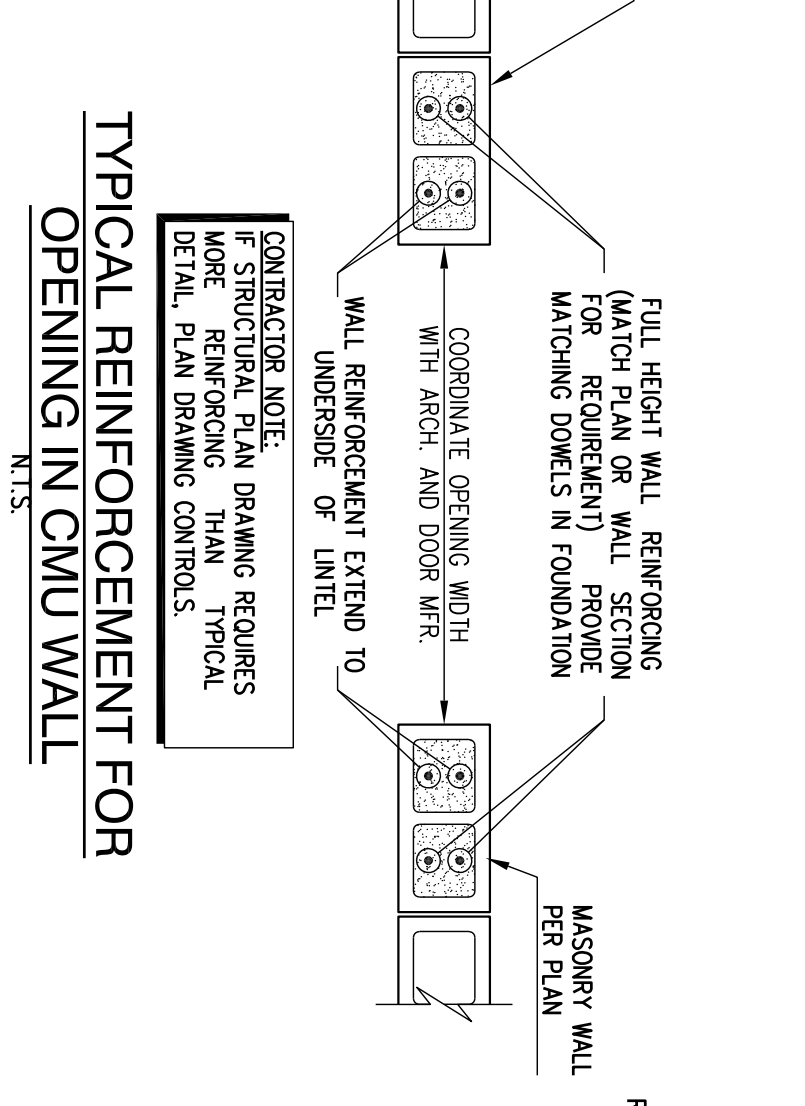 FULL HEIGHT WALL REINFORCING
(MATCH PLAN OR WALL SECTION
FOR REQUIREMENT) PROVIDE
MATCHING DOWELS IN FOUNDATION
MASONRY WALL
PER PLAN
COORDINATE OPENING WIDTH
WITH ARCH. AND DOOR MFR.
WALL REINFORCEMENT EXTEND TO
UNDERSIDE OF LINTEL
CONTRACTOR NOTE:
IF STRUCTURAL PLAN DRAWING REQUIRES
MORE REINFORCING THAN TYPICAL
DETAIL, PLAN DRAWING CONTROLS.
TYPICAL REINFORCEMENT FOR
OPENING IN CMU WALL
N.T.S.